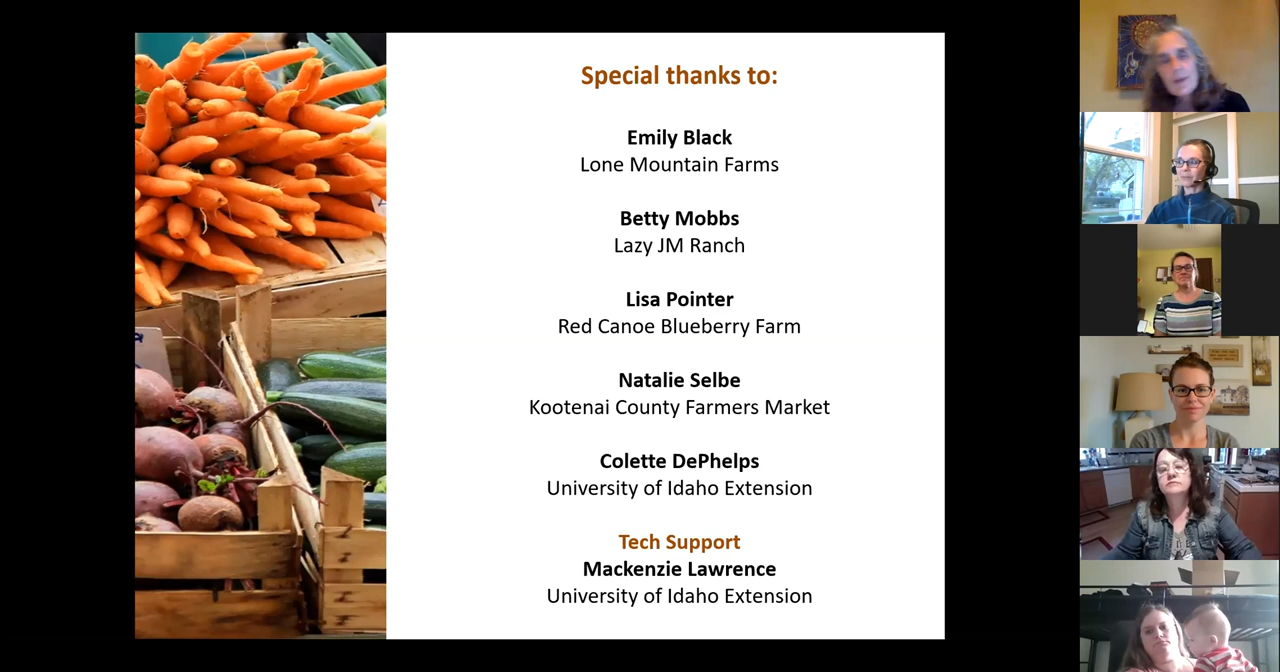 Special thanks to:
Emily Black
Lone Mountain Farms
Betty Mobbs
Lazy JM Ranch
Lisa Pointer
Red Canoe Blueberry Farm
Natalie Selbe
Kootenai County Farmers Market
Colette DePhelps
University of Idaho Extension
Tech Support
Mackenzie Lawrence
University of Idaho Extension